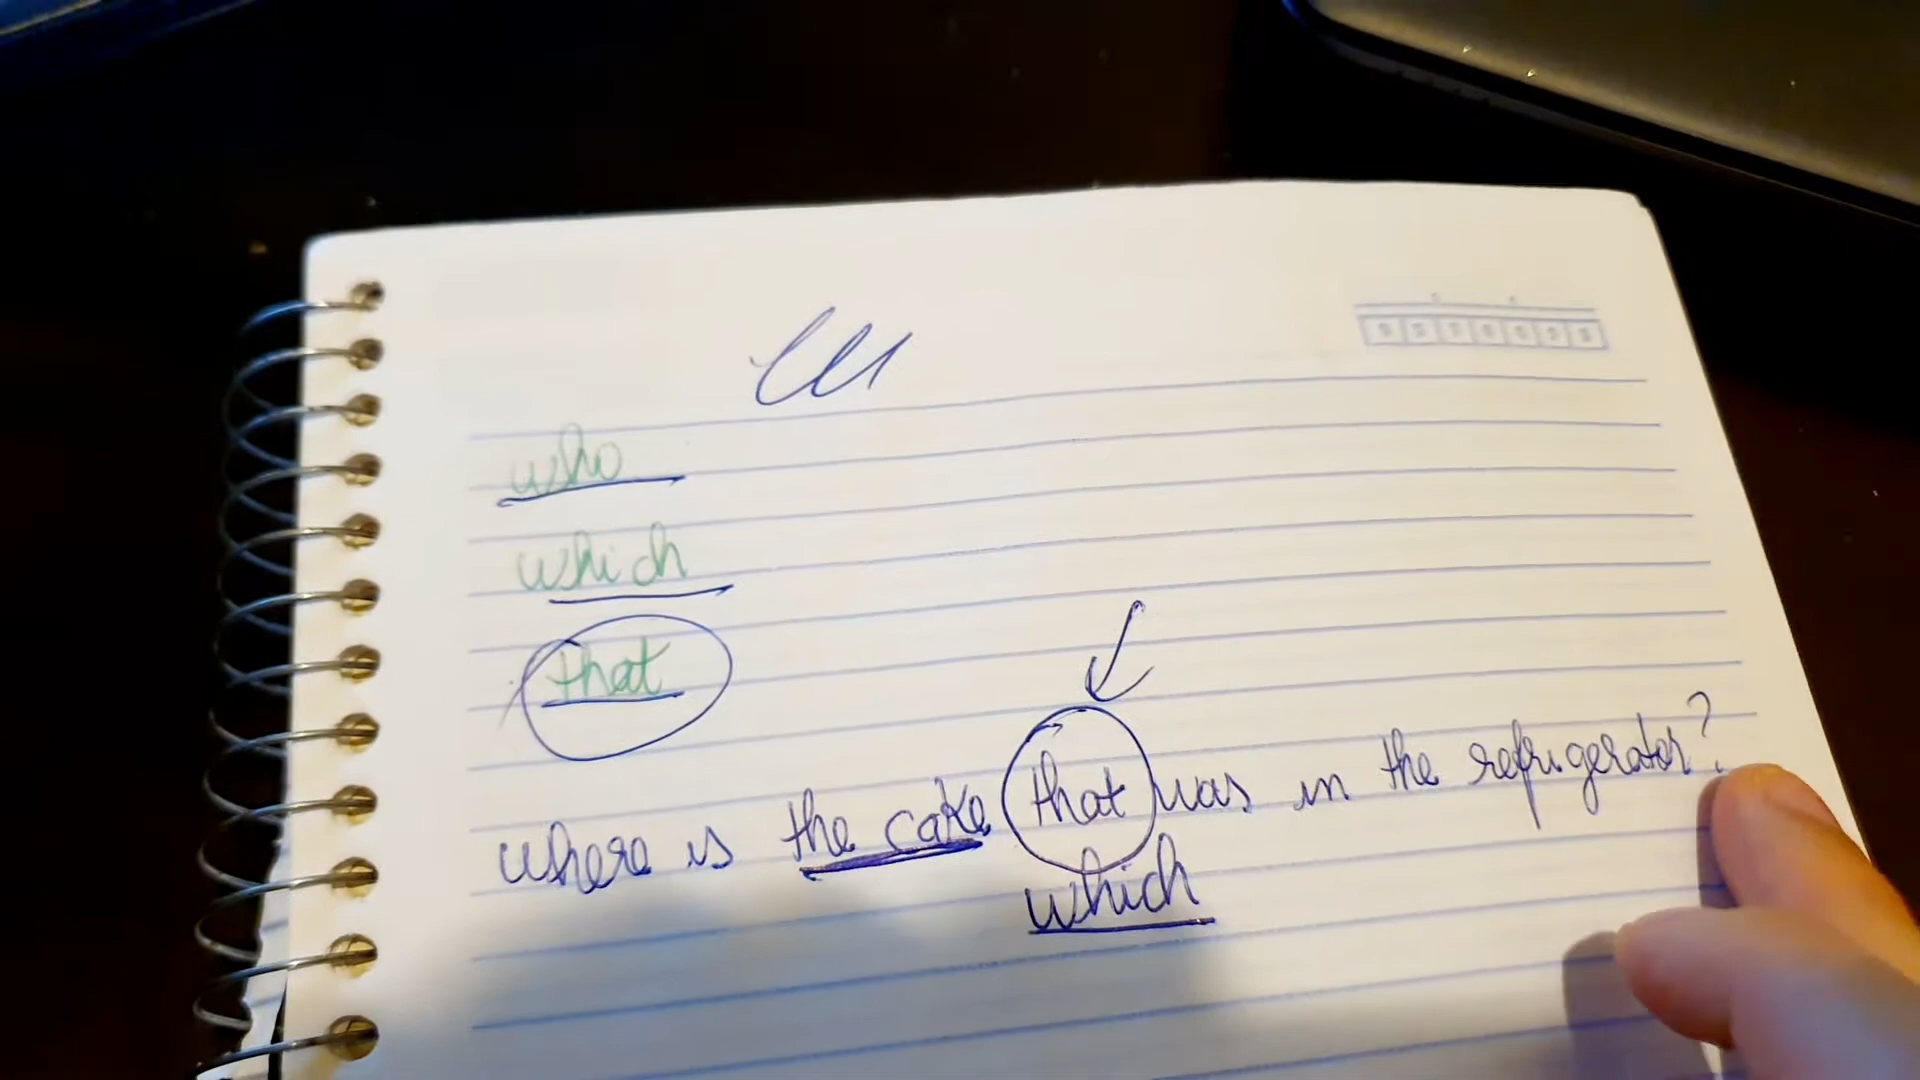 who
which
that
where is the cake that was in the refrigerator?
which